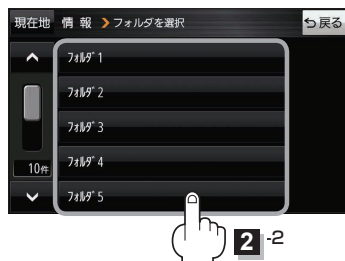 現在地 情 報 フォルダを選択 戻る
ﾌｫﾙﾀﾞ 1
ﾌｫﾙﾀﾞ 2
ﾌｫﾙﾀﾞ 3
ﾌｫﾙﾀﾞ 4
10件
ﾌｫﾙﾀﾞ 5
2 -2